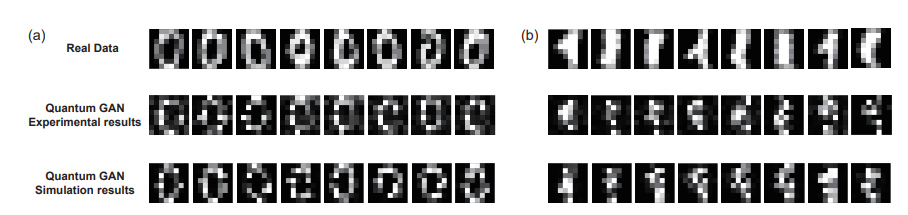 (a)
Real Data
Quantum GAN
Experimental results
Quantum GAN
Simulation results
(b)